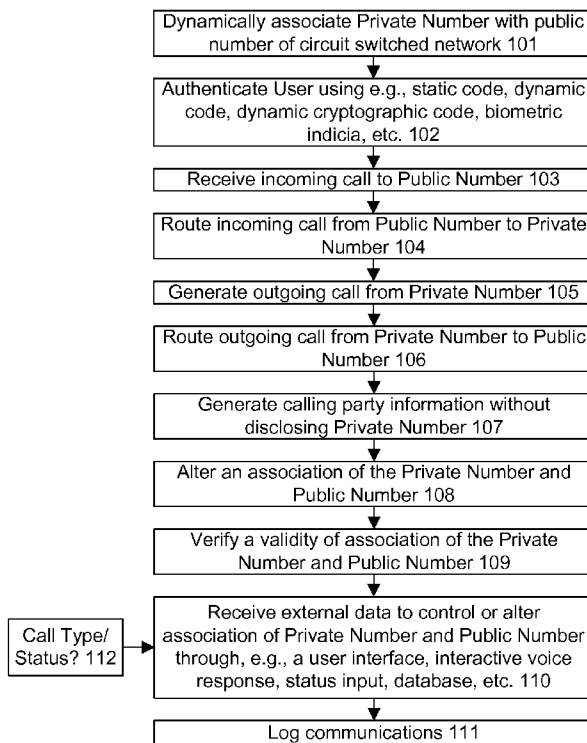 Dynamically associate Private Number with public
number of circuit switched network 101
Authenticate User using e.g., static code, dynamic
code, dynamic cryptographic code, biometric
indicia, etc. 102
Receive incoming call to Public Number 103
Route incoming call from Public Number to Private
Number 104
Generate outgoing call from Private Number 105
Route outgoing call from Private Number to Public
Number 106
Generate calling party information without
disclosing Private Number 107
Alter an association of the Private Number and
Public Number 108
Verify a validity of association of the Private
Number and Public Number 109
Call Type/
Status? 112
Receive external data to control or alter
association of Private Number and Public Number
through, e.g., a user interface, interactive voice
response, status input, database, etc. 110
Log communications 111